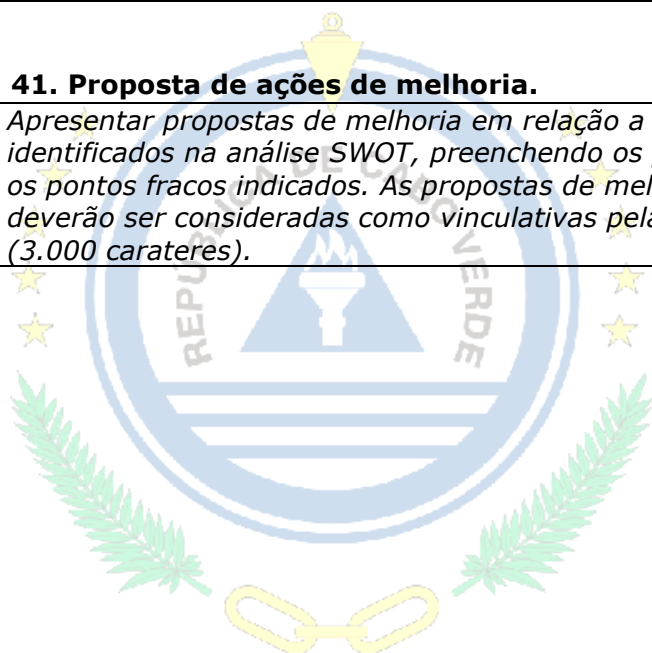 41. Proposta de ações de melhoria.
Apresentar propostas de melhoria em relação a
identificados na análise SWOT, preenchendo os
os pontos fracos indicados. As propostas de mel
deverão ser consideradas como vinculativas pela
(3.000 carateres).
REPÚBLICA DE CABO VERDE